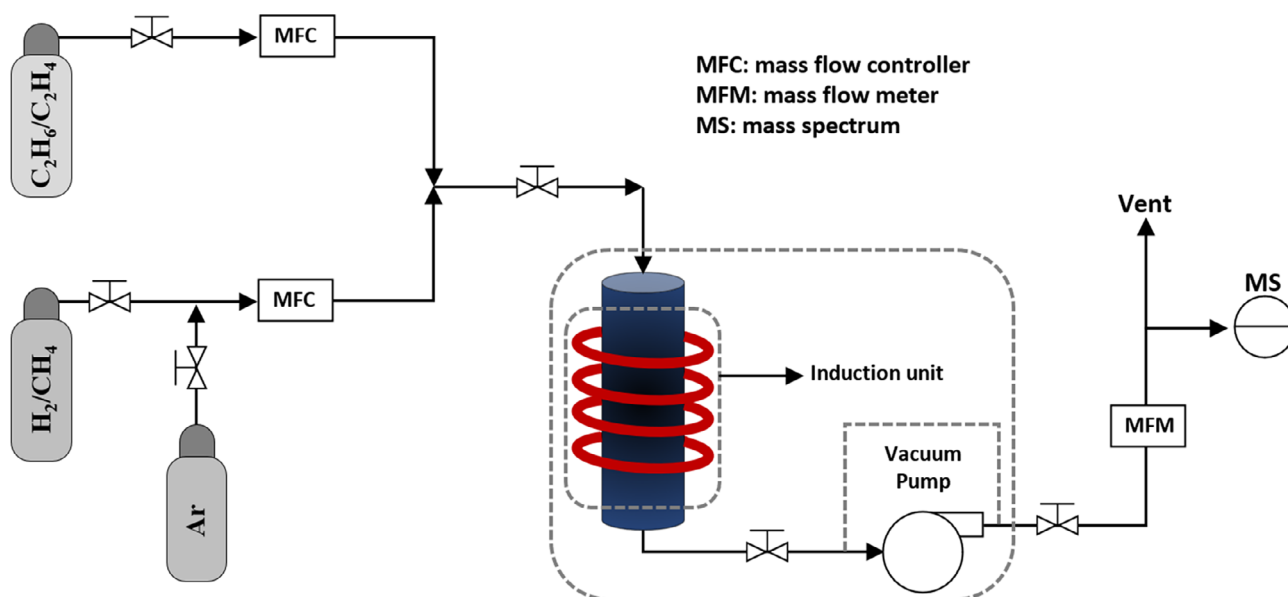 C₂H₆/C₂H₄
MFC
MFC: mass flow controller
MFM: mass flow meter
MS: mass spectrum
H₂/CH₄
MFC
Ar
Induction unit
Vacuum
Pump
Vent
MS
MFM